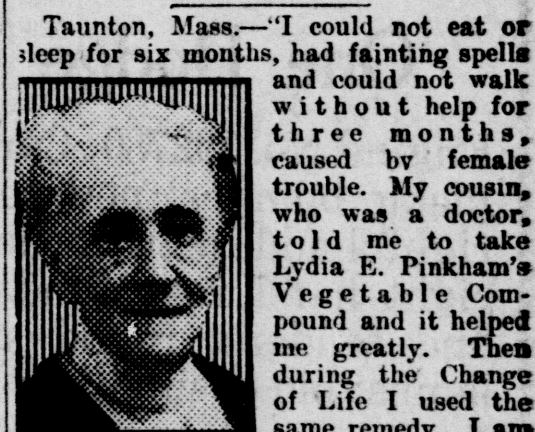 Taunton, Mass.—“I could not eat or
sleep for six months, had fainting spells
and could not walk
without help for
three months,
caused by female
trouble. My cousin,
who was a doctor,
told me to take
Lydia E. Pinkham's
Vegetable Com-
pound and it helped
me greatly. Then
during the Change
of Life I used the
same remedy. I am